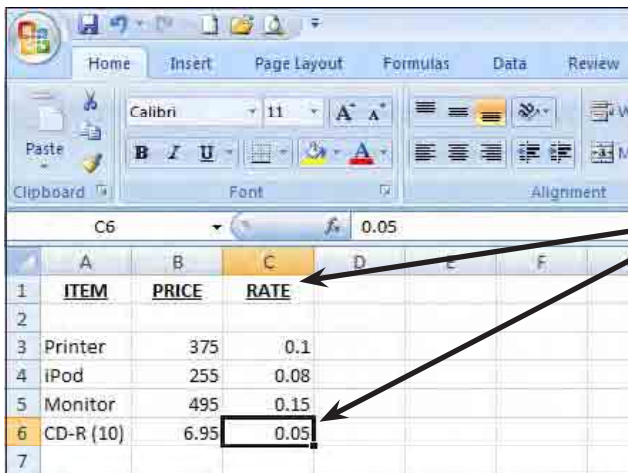 Home Insert Page Layout Formulas Data Review
Calibri 11 A A
Paste B I U A
Clipboard Font Alignment
C6 fx 0.05
A B C D E F
1 ITEM PRICE RATE
2
3 Printer 375 0.1
4 iPod 255 0.08
5 Monitor 495 0.15
6 CD-R (10) 6.95 0.05
7